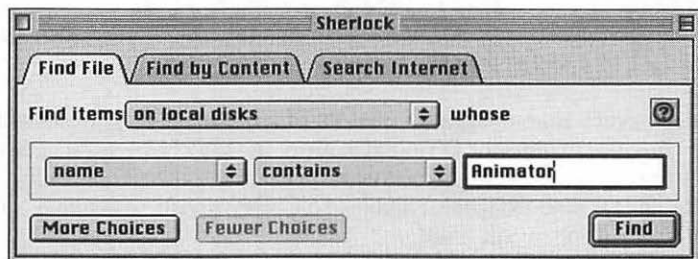 Sherlock
Find File Find by Content Search Internet
Find items on local disks whose ?
name contains Animator
More Choices Fewer Choices Find